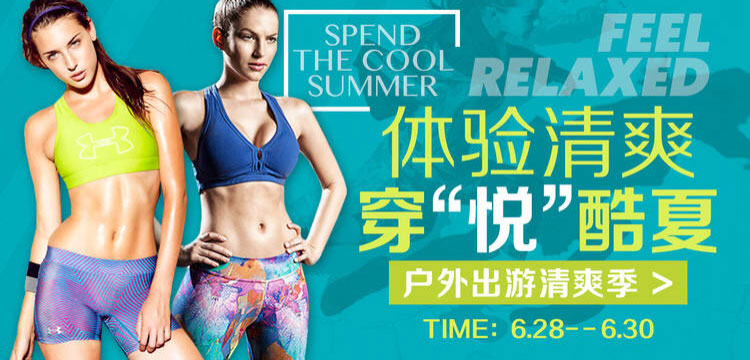 SPEND
THE COOL
SUMMER
FEEL
RELAXED
体验清爽
穿“悦”酷夏
户外出游清爽季 >
TIME: 6.28--6.30